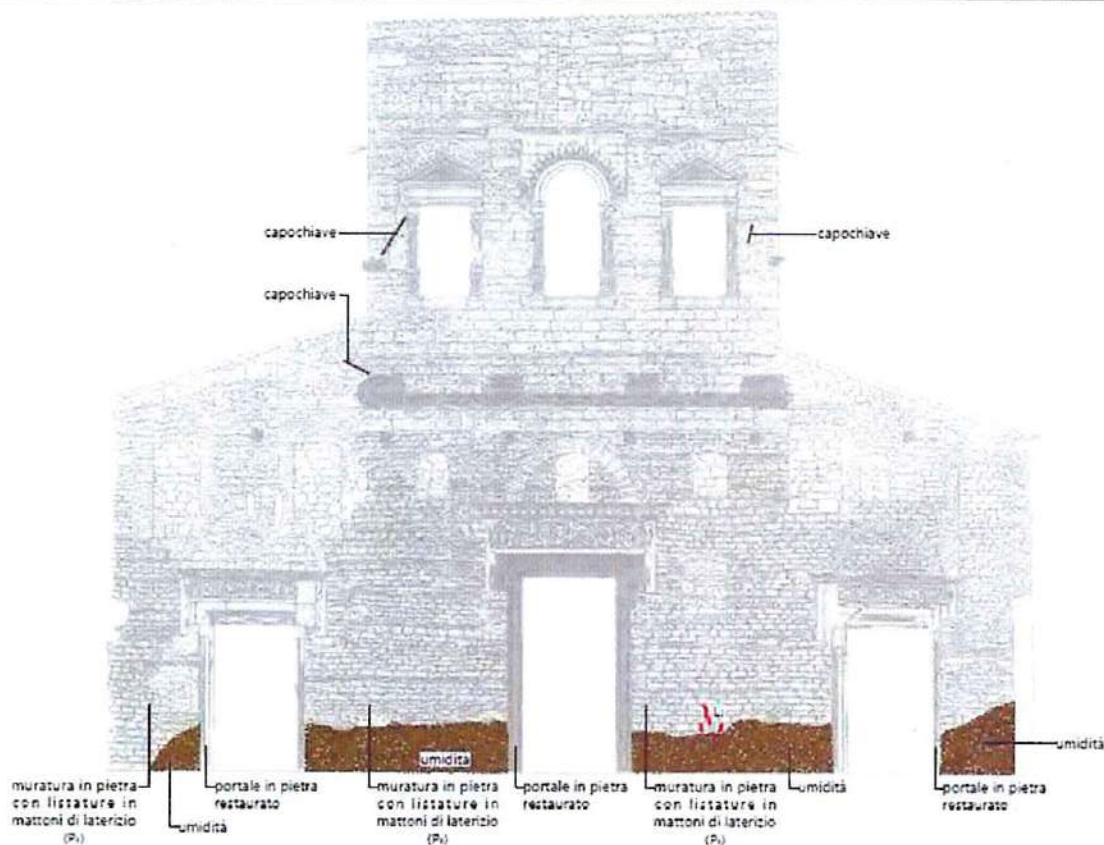 capochiave
capochiave
capochiave
umidità
umidità
muratura in pietra
con listature in
mattoni di laterizio
portale in pietra
restaurato
umidità
muratura in pietra
con listature in
mattoni di laterizio
portale in pietra
restaurato
muratura in pietra
con listature in
mattoni di laterizio
umidità
portale in pietra
restaurato